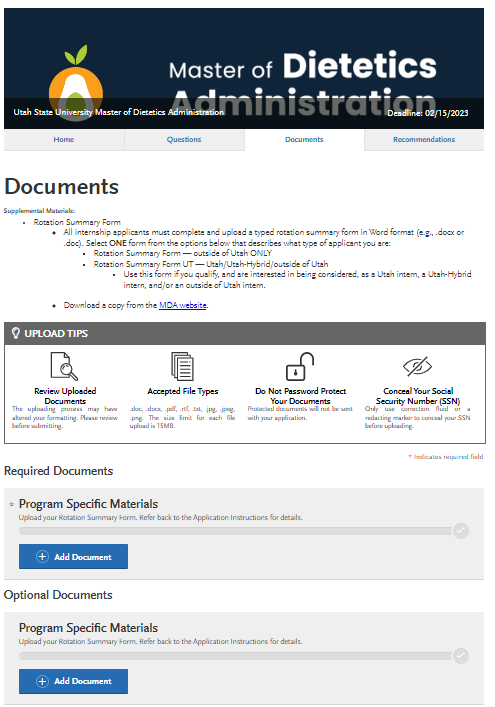 Master of Dietetics
Administration
Utah State University Master of Dietetics Administration
Deadline: 02/15/2023
Home
Questions
Documents
Recommendations
Documents
Supplemental Materials:
• Rotation Summary Form
• All internship applicants must complete and upload a typed rotation summary form in Word format (e.g., .docx or
.doc). Select ONE form from the options below that describes what type of applicant you are:
• Rotation Summary Form — outside of Utah ONLY
• Rotation Summary Form UT — Utah/Utah-Hybrid/outside of Utah
• Use this form if you qualify, and are interested in being considered, as a Utah intern, a Utah-Hybrid
intern, and/or an outside of Utah intern.
• Download a copy from the MDA website.
UPLOAD TIPS
Review Uploaded
Documents
The uploading process may have
altered your formatting. Please review
before submitting.
Accepted File Types
.doc, .docx, .pdf, .rtf, .txt, .jpg, .jpeg,
.png. The size limit for each file
upload is 15MB.
Do Not Password Protect
Your Documents
Protected documents will not be sent
with your application.
Conceal Your Social
Security Number (SSN)
Only use correction fluid or a
redacting marker to conceal your SSN
before uploading.
* Indicates required field
Required Documents
* Program Specific Materials
Upload your Rotation Summary Form. Refer back to the Application Instructions for details.
Add Document
Optional Documents
Program Specific Materials
Upload your Rotation Summary Form. Refer back to the Application Instructions for details.
Add Document